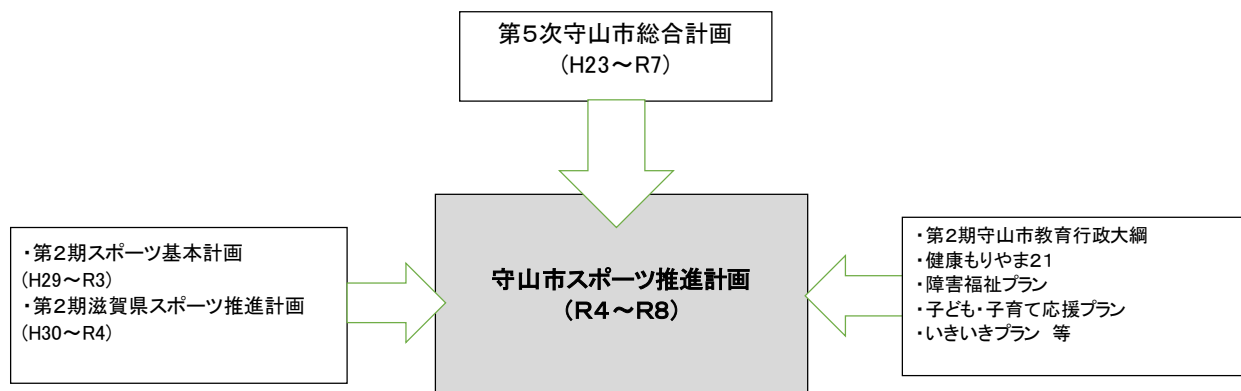 第５次守山市総合計画
(H23～R7)
・第２期スポーツ基本計画
(H29～R3)
・第２期滋賀県スポーツ推進計画
(H30～R4)
守山市スポーツ推進計画
(R４～R８)
・第２期守山市教育行政大綱
・健康もりやま２１
・障害福祉プラン
・子ども・子育て応援プラン
・いきいきプラン 等